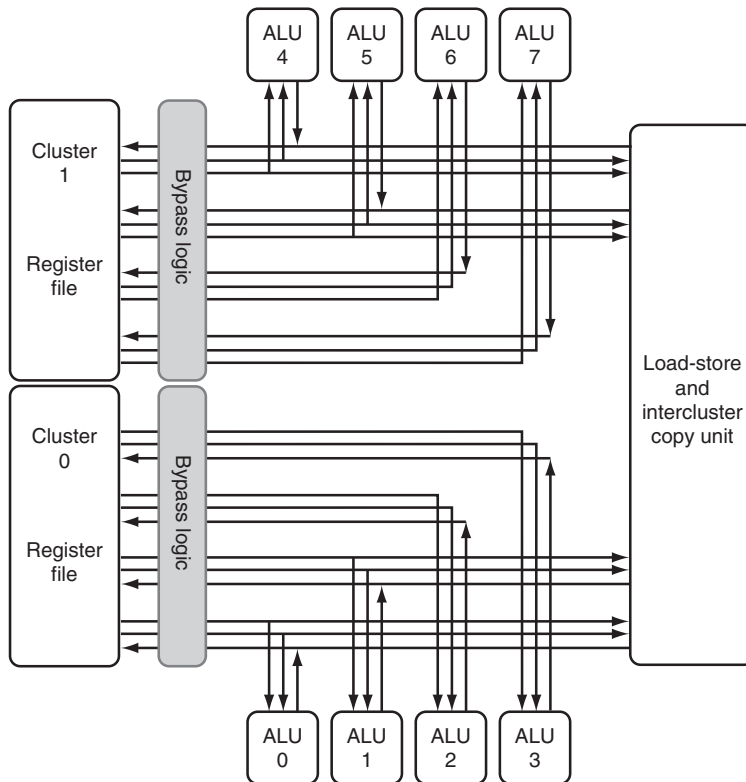 ALU
4
ALU
5
ALU
6
ALU
7
Cluster
1
Register
file
Bypass logic
Cluster
0
Register
file
Bypass logic
Load-store
and
intercluster
copy unit
ALU
0
ALU
1
ALU
2
ALU
3